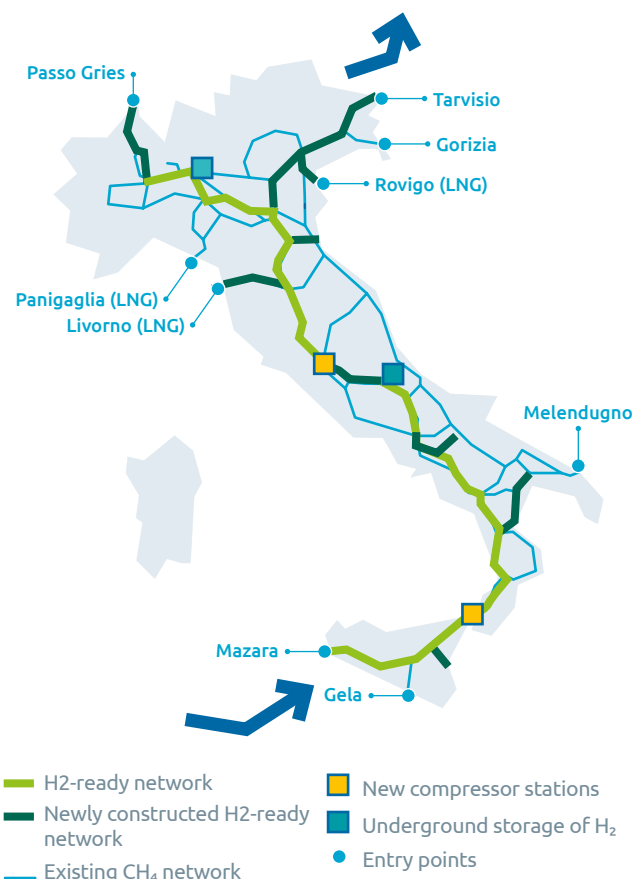 Passo Gries
Tarvisio
Gorizia
Rovigo (LNG)
Panigaglia (LNG)
Livorno (LNG)
Melendugno
Mazara
Gela
H2-ready network
Newly constructed H2-ready
network
Existing CH₄ network
New compressor stations
Underground storage of H₂
Entry points